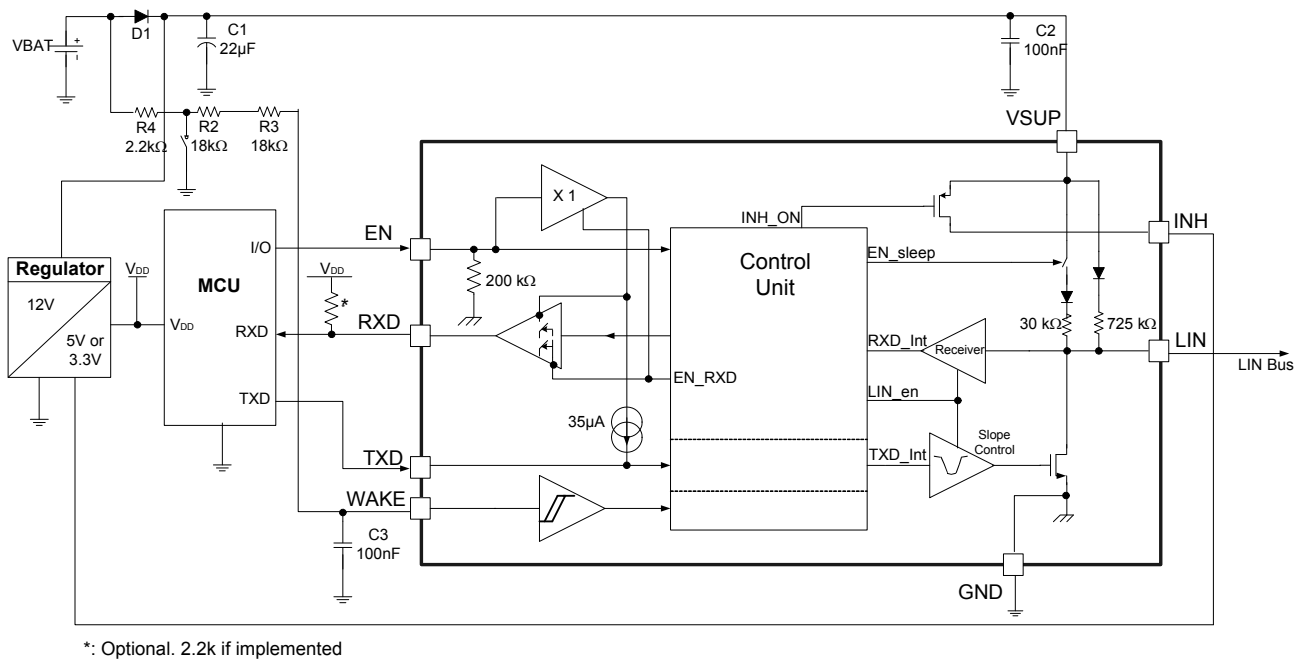 VBAT
+
D1
C1
22µF
C2
100nF
R4
2.2kΩ
R2
18kΩ
R3
18kΩ
VSUP
Regulator
12V
5V or
3.3V
VDD
MCU
I/O
VDD
RXD
TXD
VDD
*
EN
RXD
TXD
WAKE
C3
100nF
X 1
200 kΩ
35µA
EN_RXD
INH_ON
Control
Unit
EN_sleep
RXD_Int
LIN_en
TXD_Int
Receiver
Slope
Control
30 kΩ
725 kΩ
INH
LIN
LIN Bus
GND
*: Optional. 2.2k if implemented